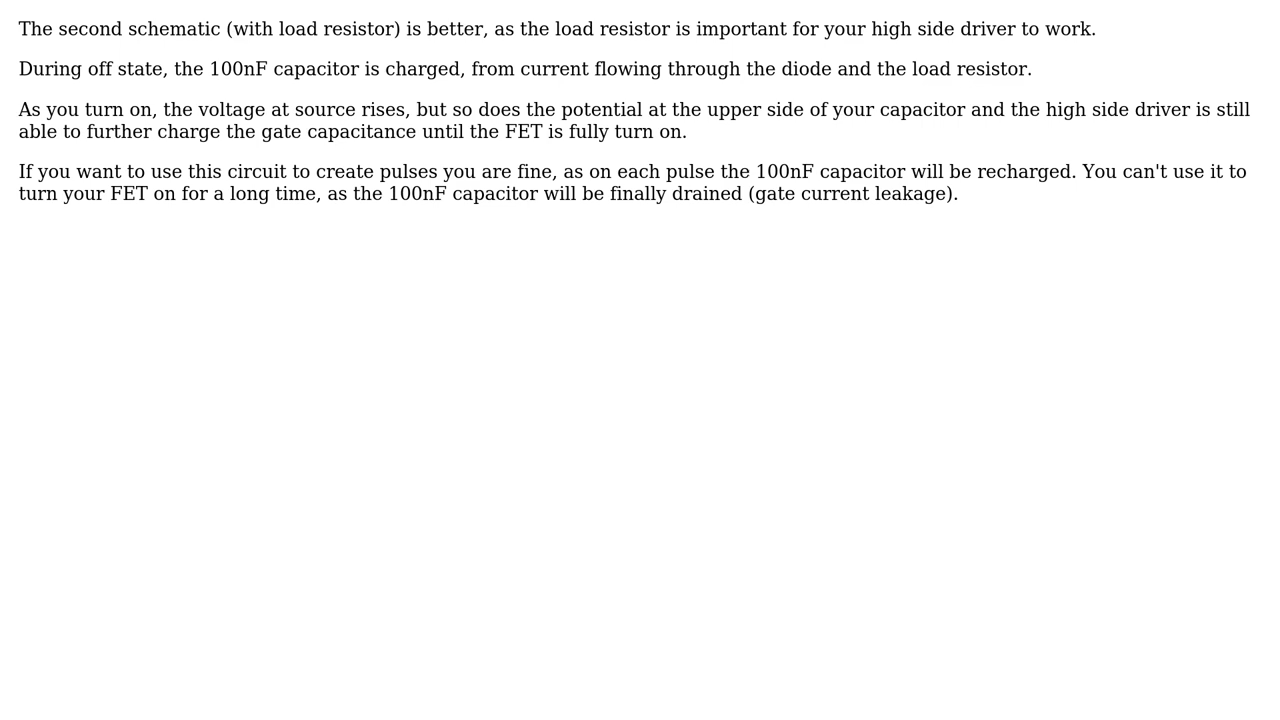 The second schematic (with load resistor) is better, as the load resistor is important for your high side driver to work.
During off state, the 100nF capacitor is charged, from current flowing through the diode and the load resistor.
As you turn on, the voltage at source rises, but so does the potential at the upper side of your capacitor and the high side driver is still
able to further charge the gate capacitance until the FET is fully turn on.
If you want to use this circuit to create pulses you are fine, as on each pulse the 100nF capacitor will be recharged. You can't use it to
turn your FET on for a long time, as the 100nF capacitor will be finally drained (gate current leakage).